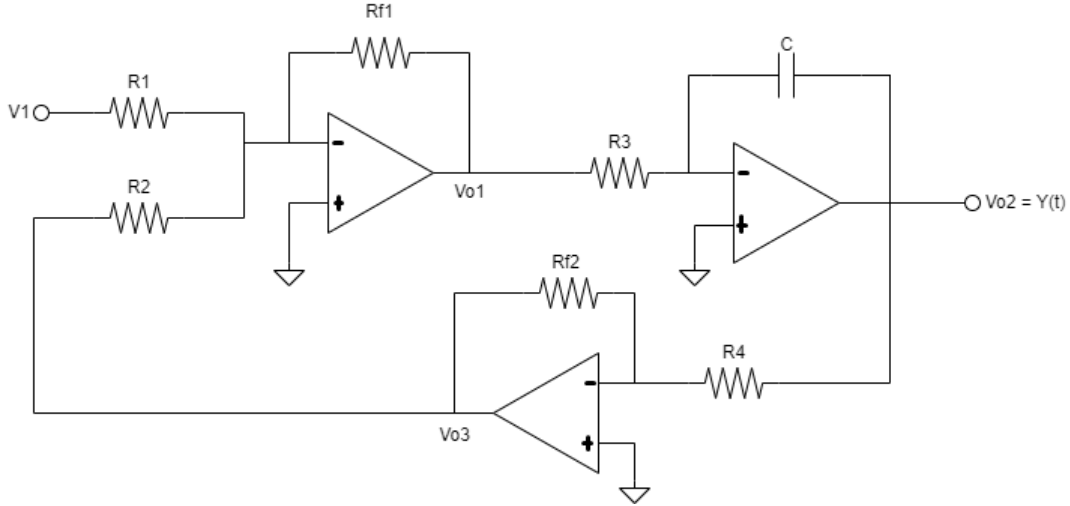 Rf1
C
R1
V1
R3
R2
Vo1
Vo2 = Y(t)
Rf2
R4
Vo3